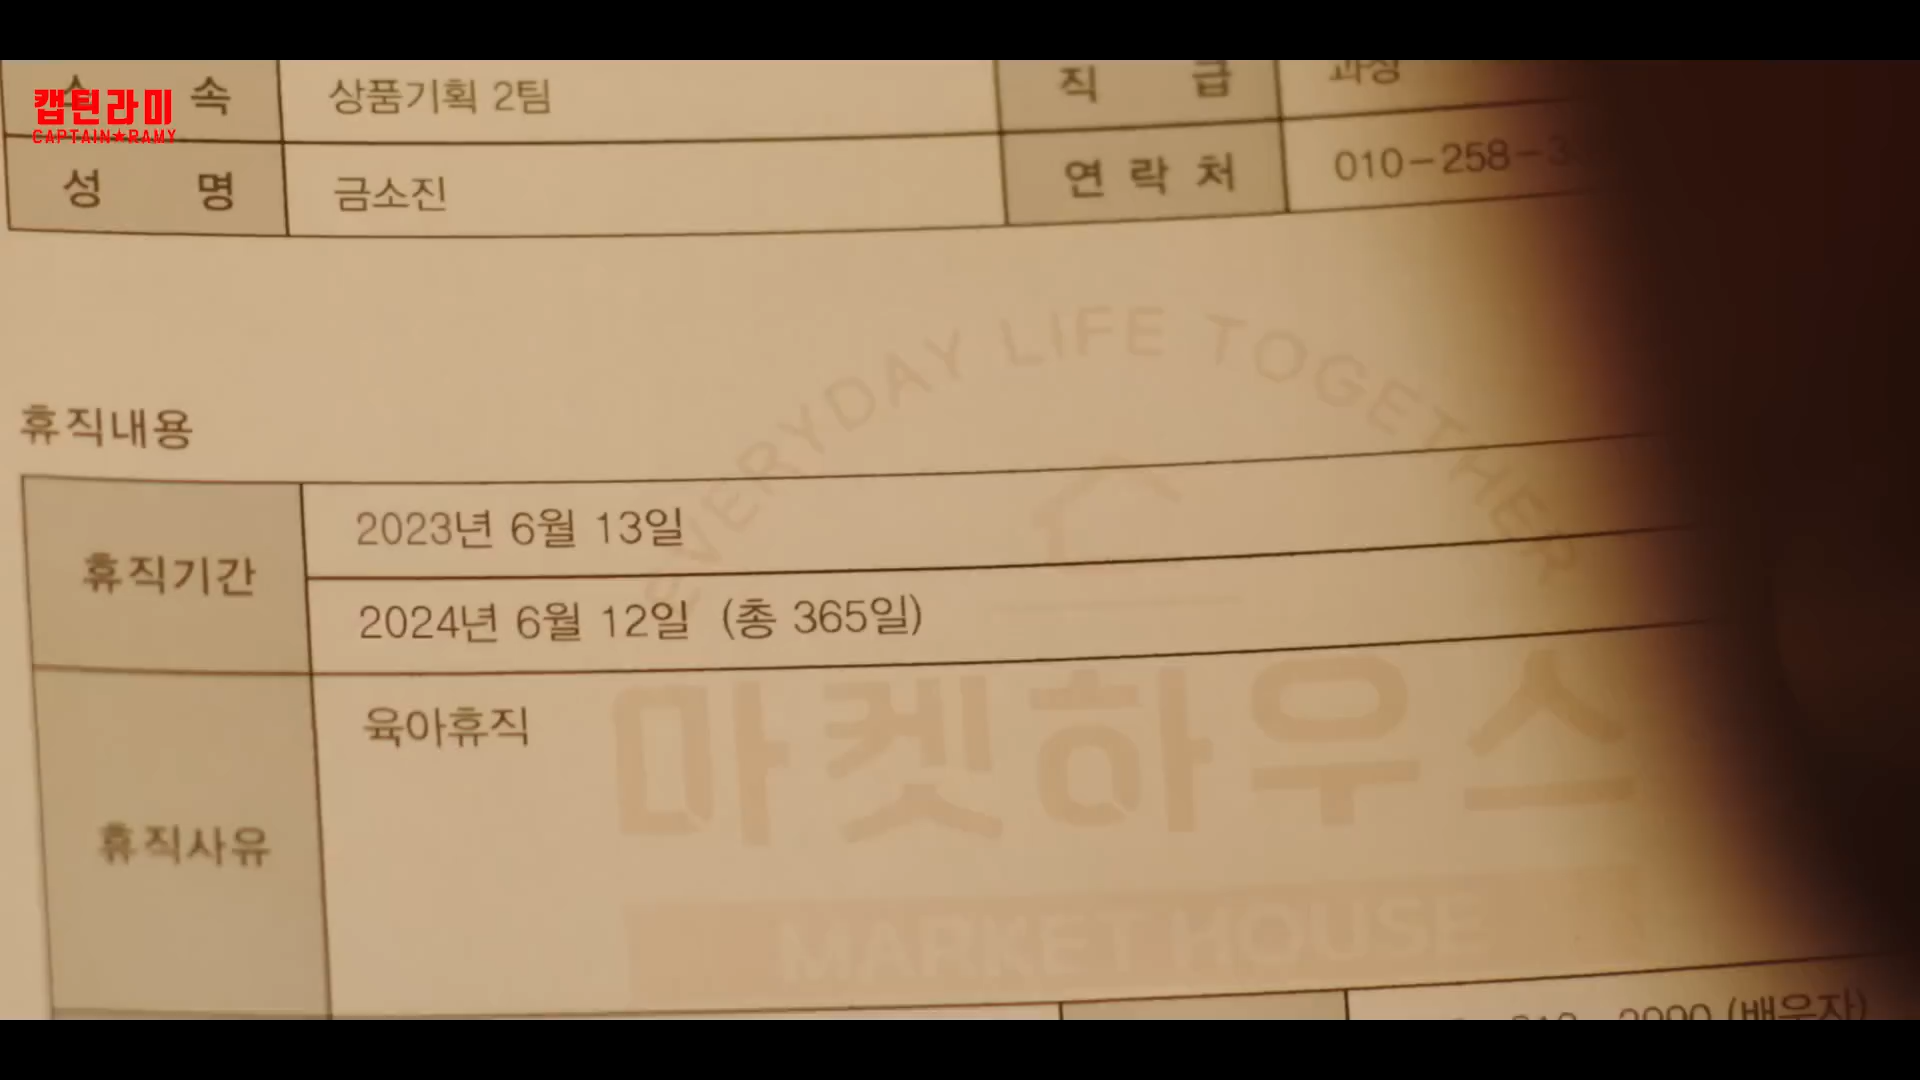 캡틴라미
CAPTAIN★RAMY
소 속 상품기획 2팀 직 급 과장
성 명 금소진 연 락 처 010-258-3
EVERYDAY LIFE TOGETHER
휴직내용
휴직기간 2023년 6월 13일
2024년 6월 12일 (총 365일)
휴직사유 육아휴직
마켓하우스
MARKET HOUSE
(배우자)